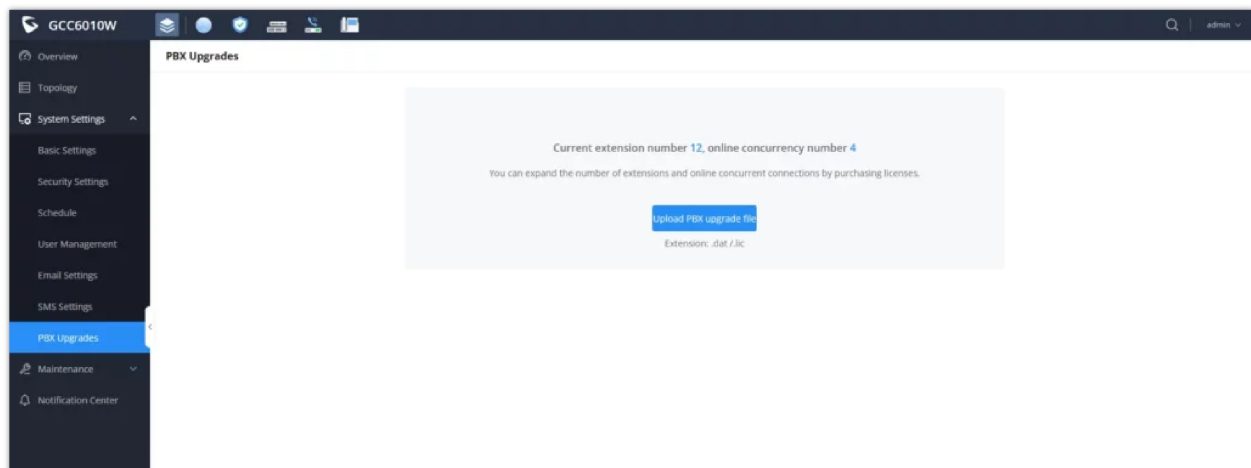 GCC6010W
admin
Overview
PBX Upgrades
Topology
System Settings
Basic Settings
Security Settings
Schedule
User Management
Email Settings
SMS Settings
PBX Upgrades
Maintenance
Notification Center
Current extension number 12, online concurrency number 4
You can expand the number of extensions and online concurrent connections by purchasing licenses.
Upload PBX upgrade file
Extension: .dat /.lic